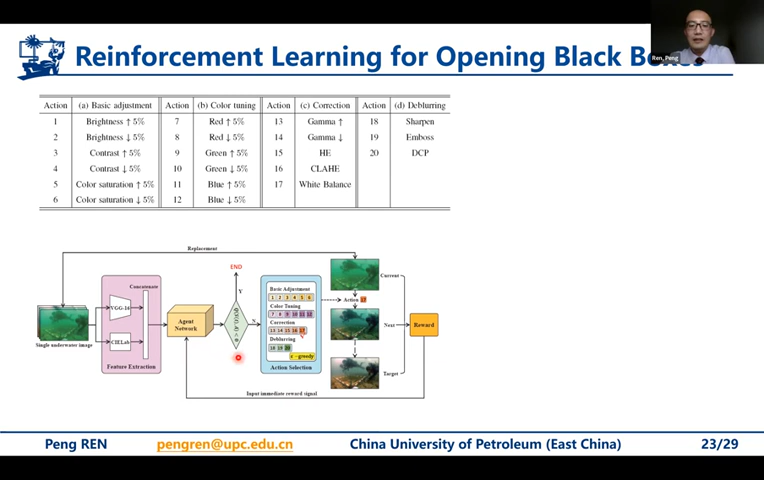 Reinforcement Learning for Opening Black Boxes
Ren, Peng
Action (a) Basic adjustment Action (b) Color tuning Action (c) Correction Action (d) Deblurring
1 Brightness ↑ 5% 7 Red ↑ 5% 13 Gamma ↑ 18 Sharpen
2 Brightness ↓ 5% 8 Red ↓ 5% 14 Gamma ↓ 19 Emboss
3 Contrast ↑ 5% 9 Green ↑ 5% 15 HE 20 DCP
4 Contrast ↓ 5% 10 Green ↓ 5% 16 CLAHE
5 Color saturation ↑ 5% 11 Blue ↑ 5% 17 White Balance
6 Color saturation ↓ 5% 12 Blue ↓ 5%
Replacement
END
Concatenate
VGG-16
CIELab
Single underwater image
Feature Extraction
Agent
Network
Y
N
Basic Adjustment
1 2 3 4 5 6
Color Tuning
7 8 9 10 11 12
Correction
13 14 15 16 17
Deblurring
18 19 20
ε-greedy
Action Selection
Current
Action 17
Next
Target
Reward
Input immediate reward signal
Peng REN pengren@upc.edu.cn China University of Petroleum (East China) 23/29